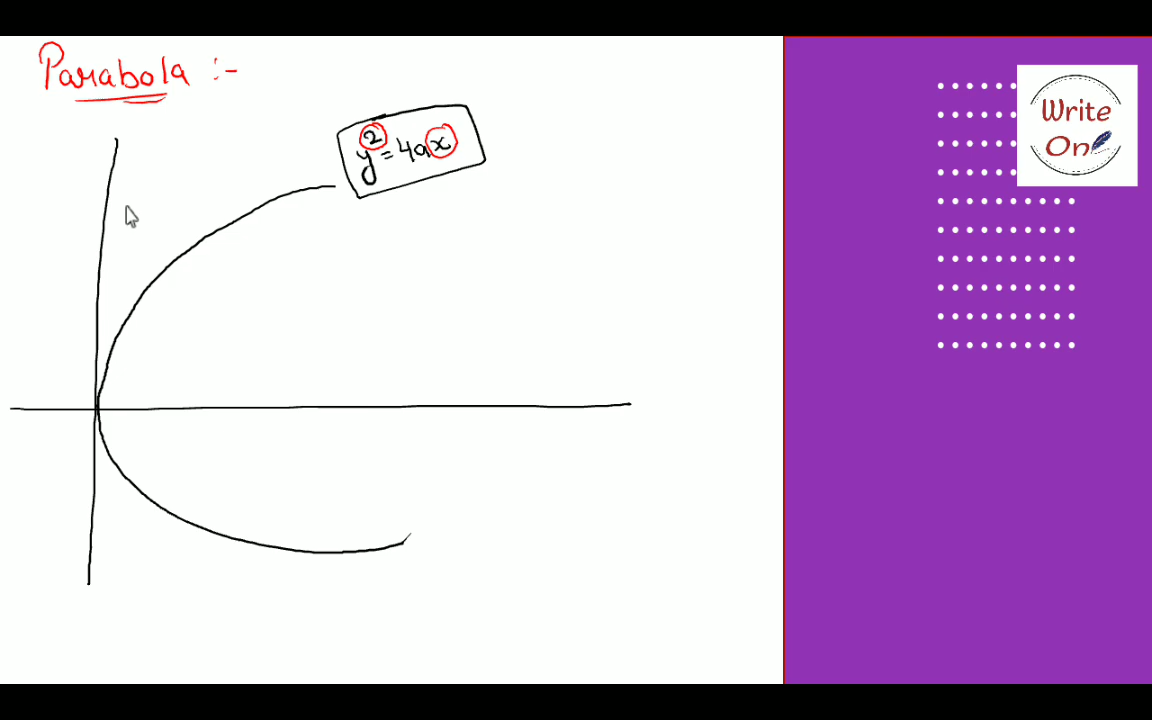 Parabola :-
y² = 4ax
Write
On